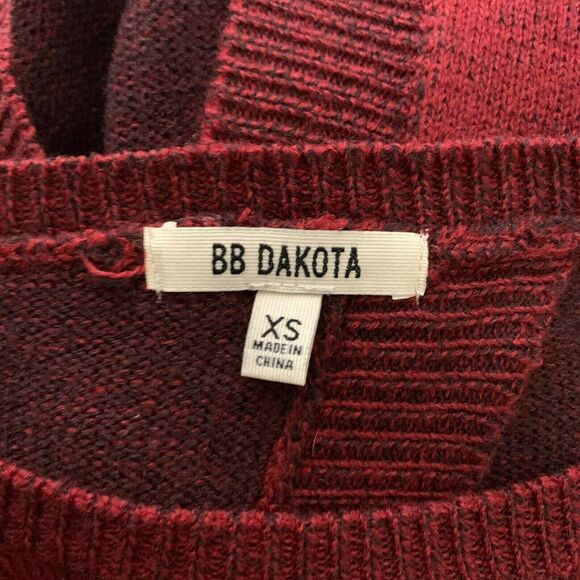 BB DAKOTA
XS
MADE IN
CHINA